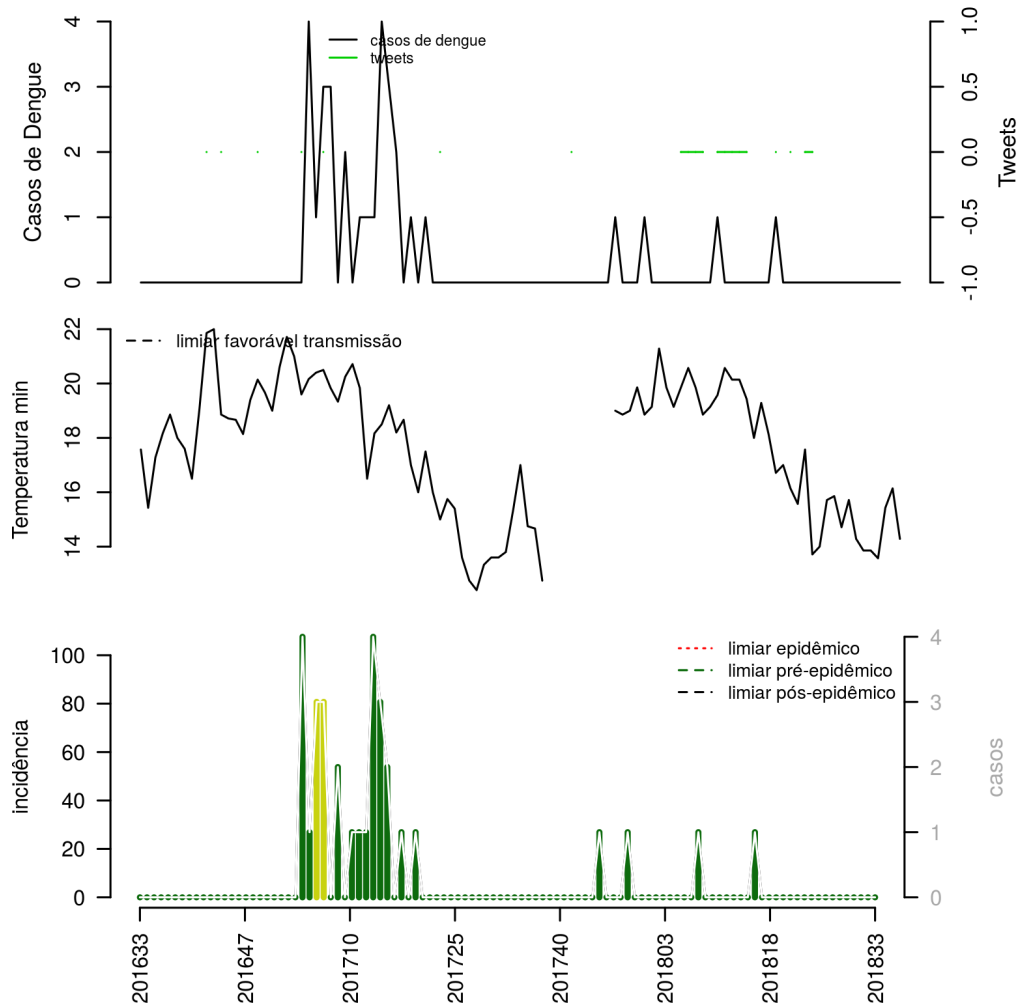 casos de dengue
tweets
Casos de Dengue
0 1 2 3 4
Tweets
-1.0 -0.5 0.0 0.5 1.0
limiar favorável transmissão
Temperatura min
14 16 18 20 22
limiar epidêmico
limiar pré-epidêmico
limiar pós-epidêmico
incidência
0 20 40 60 80 100
casos
0 1 2 3 4
201633 201647 201710 201725 201740 201803 201818 201833